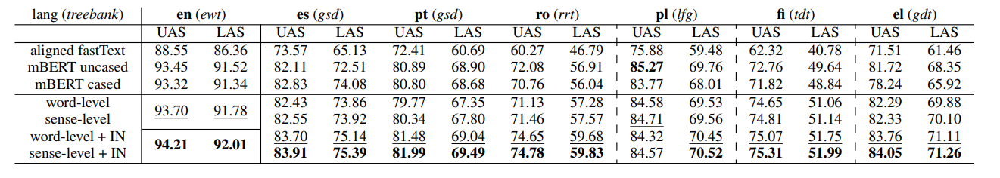 lang (treebank) en (ewt) es (gsd) pt (gsd) ro (rrt) pl (lfg) fi (tdt) el (gdt)
UAS LAS UAS LAS UAS LAS UAS LAS UAS LAS UAS LAS UAS LAS
aligned fastText 88.55 86.36 73.57 65.13 72.41 60.69 60.27 46.79 75.88 59.48 62.32 40.78 71.51 61.46
mBERT uncased 93.45 91.52 82.11 72.51 80.89 68.90 72.08 56.91 85.27 69.76 72.76 49.64 81.72 68.35
mBERT cased 93.32 91.34 82.83 74.08 80.80 68.68 70.76 56.04 83.77 68.01 71.82 48.84 78.24 65.92
word-level 82.43 73.86 79.77 67.35 71.13 57.28 84.58 69.53 74.65 51.06 82.29 69.88
93.70 91.78
sense-level 82.55 73.92 80.34 67.80 71.46 57.57 84.71 69.56 74.81 51.14 82.33 70.10
word-level + IN 83.70 75.14 81.48 69.04 74.65 59.68 84.32 70.45 75.07 51.75 83.76 71.11
94.21 92.01
sense-level + IN 83.91 75.39 81.99 69.49 74.78 59.83 84.57 70.52 75.31 51.99 84.05 71.26